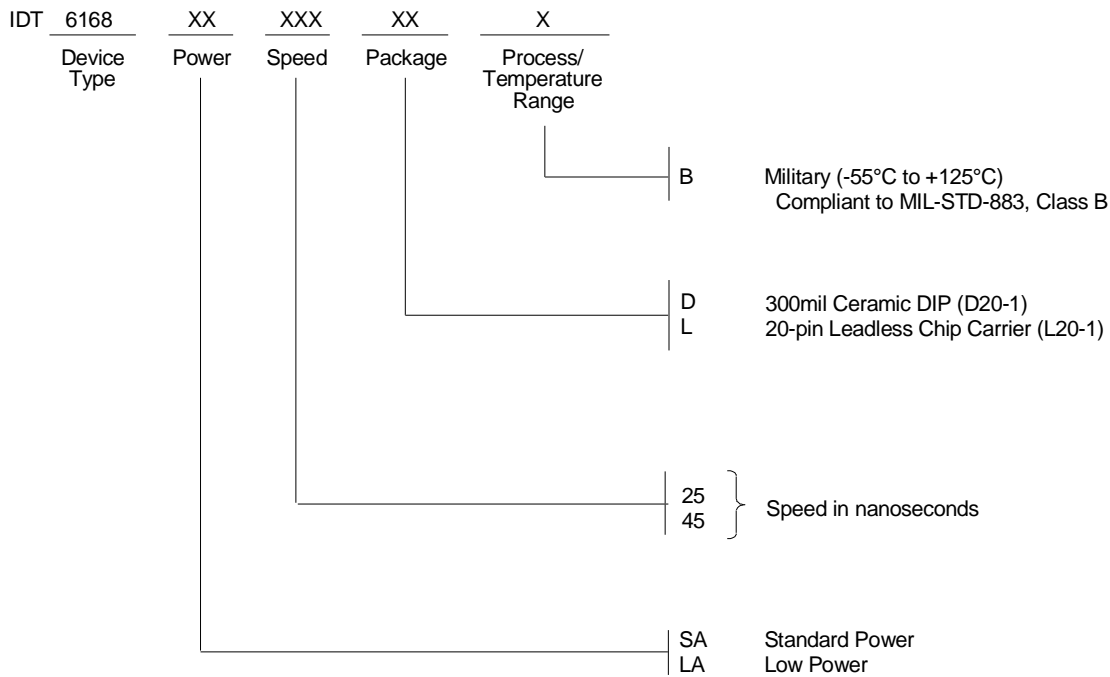 IDT 6168 XX XXX XX X
Device Type
Power
Speed
Package
Process/
Temperature
Range
B Military (-55°C to +125°C)
Compliant to MIL-STD-883, Class B
D 300mil Ceramic DIP (D20-1)
L 20-pin Leadless Chip Carrier (L20-1)
25
45
Speed in nanoseconds
SA Standard Power
LA Low Power